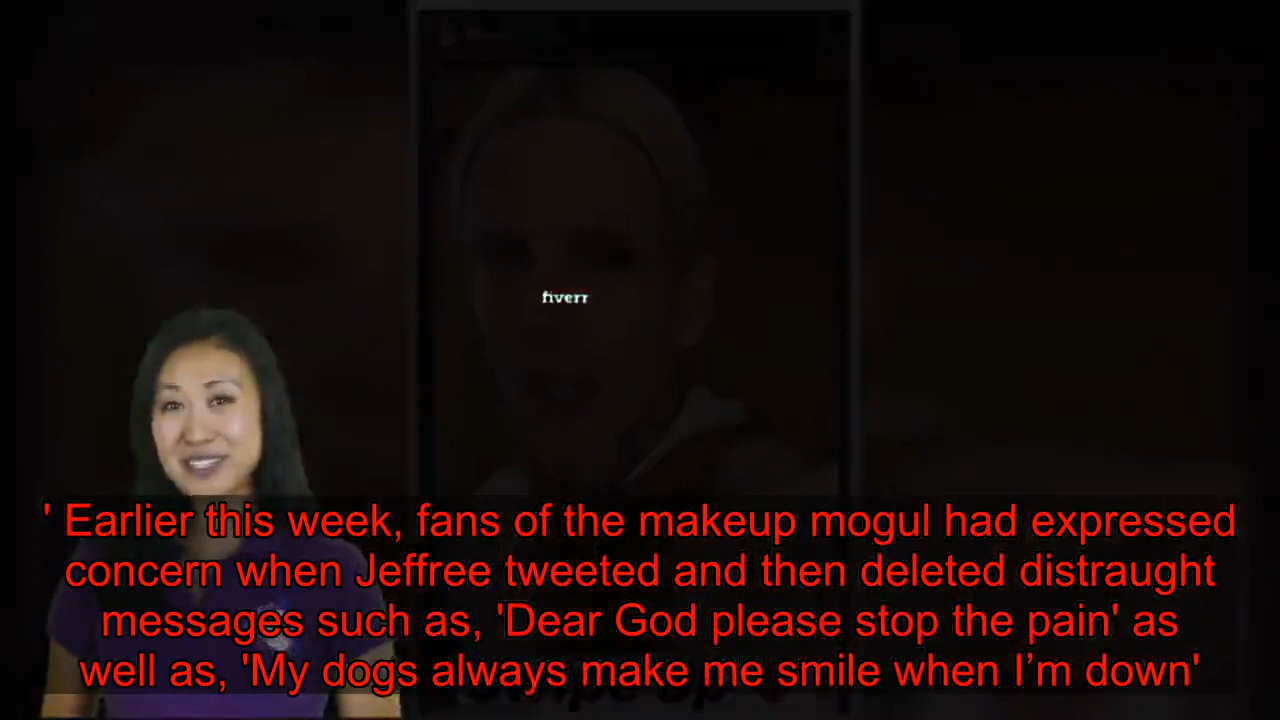 fiverr
' Earlier this week, fans of the makeup mogul had expressed
concern when Jeffree tweeted and then deleted distraught
messages such as, 'Dear God please stop the pain' as
well as, 'My dogs always make me smile when I’m down'